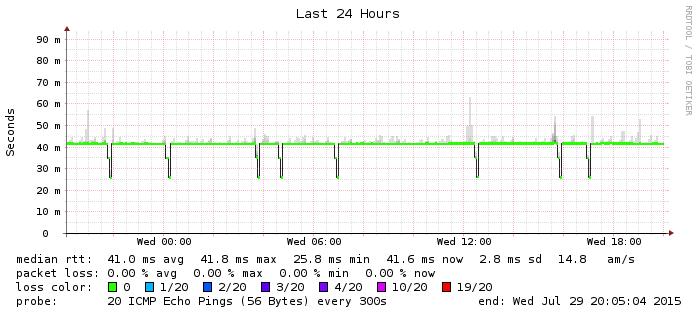 Last 24 Hours
RRDTOOL / TOBI OETIKER
Seconds
90 m
80 m
70 m
60 m
50 m
40 m
30 m
20 m
10 m
0
Wed 00:00 Wed 06:00 Wed 12:00 Wed 18:00
median rtt: 41.0 ms avg 41.8 ms max 25.8 ms min 41.6 ms now 2.8 ms sd 14.8 am/s
packet loss: 0.00 % avg 0.00 % max 0.00 % min 0.00 % now
loss color: 0 1/20 2/20 3/20 4/20 10/20 19/20
probe: 20 ICMP Echo Pings (56 Bytes) every 300s end: Wed Jul 29 20:05:04 2015